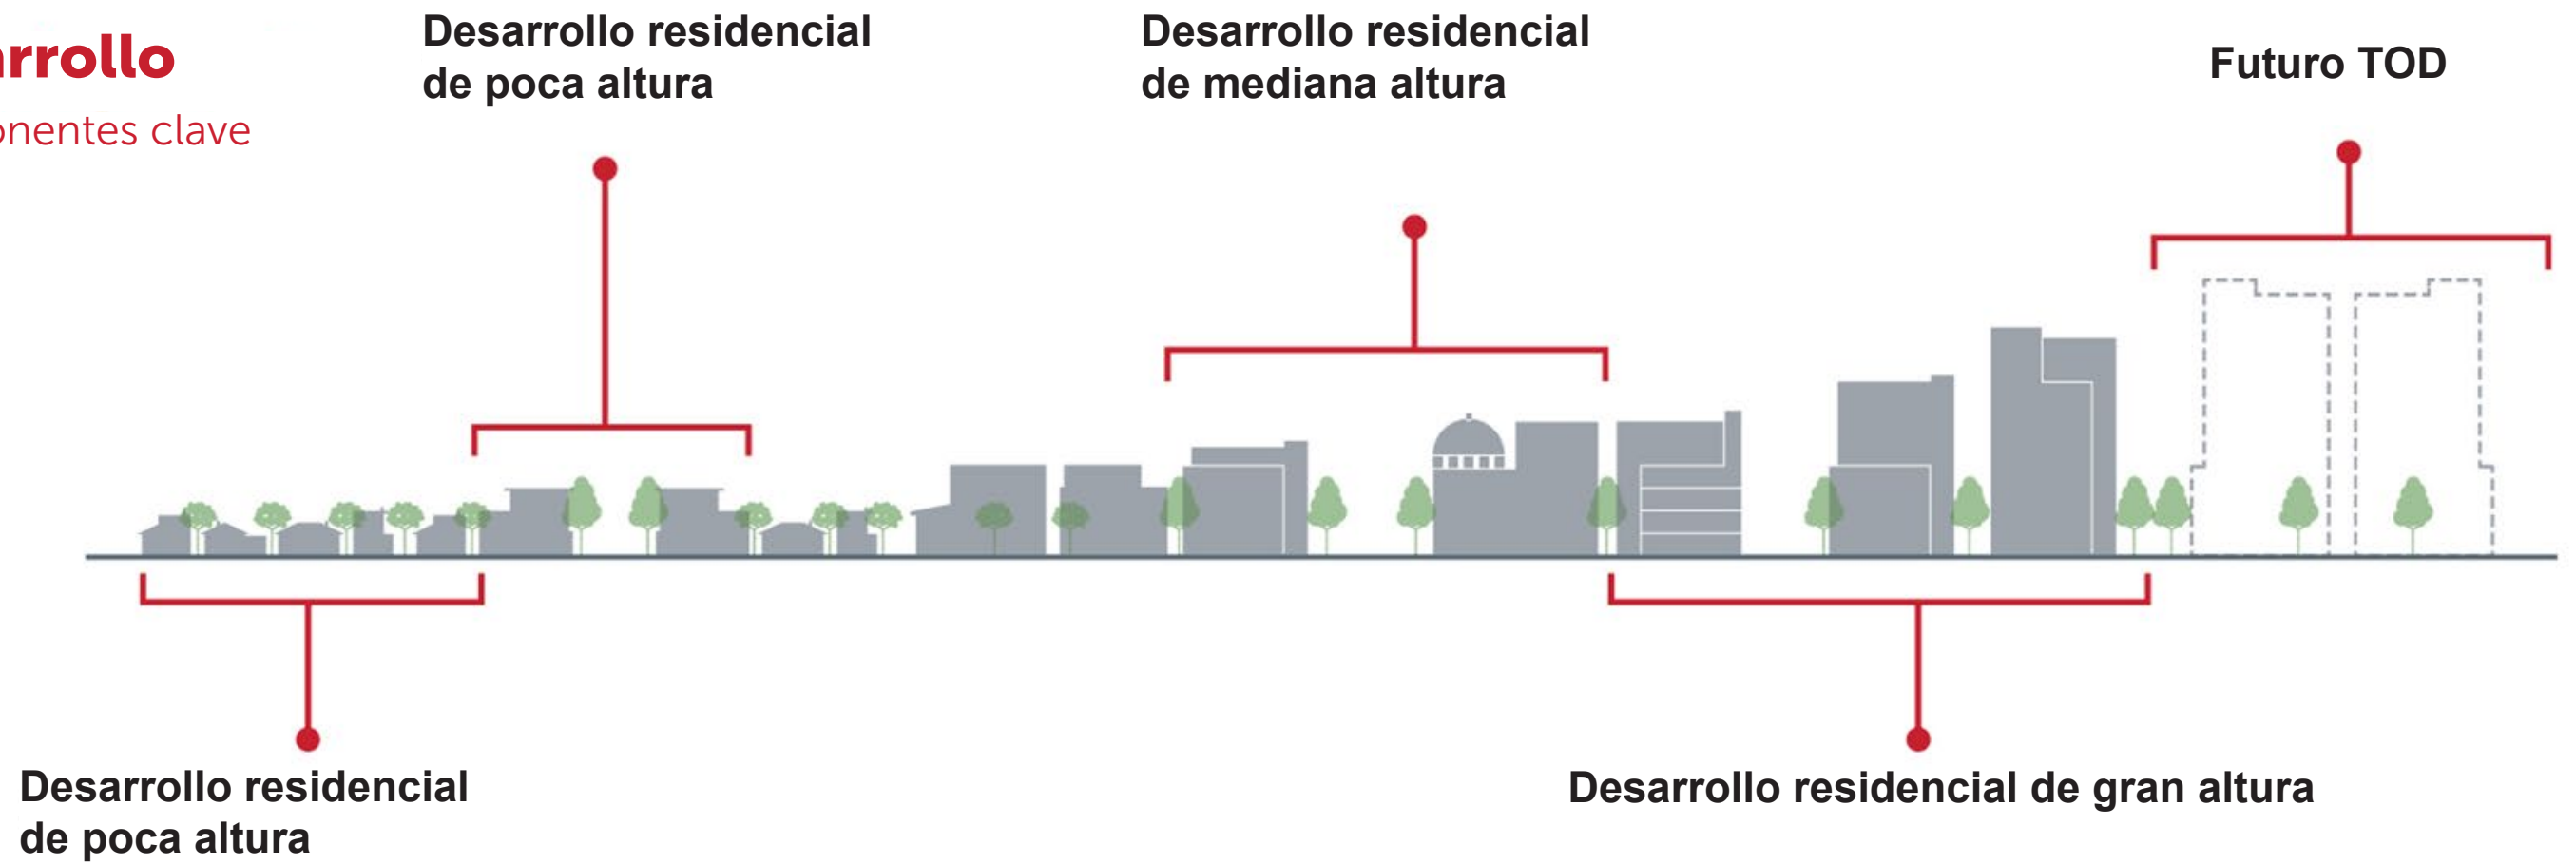 arrollo
onentes clave
Desarrollo residencial
de poca altura
Desarrollo residencial
de mediana altura
Futuro TOD
Desarrollo residencial
de poca altura
Desarrollo residencial de gran altura